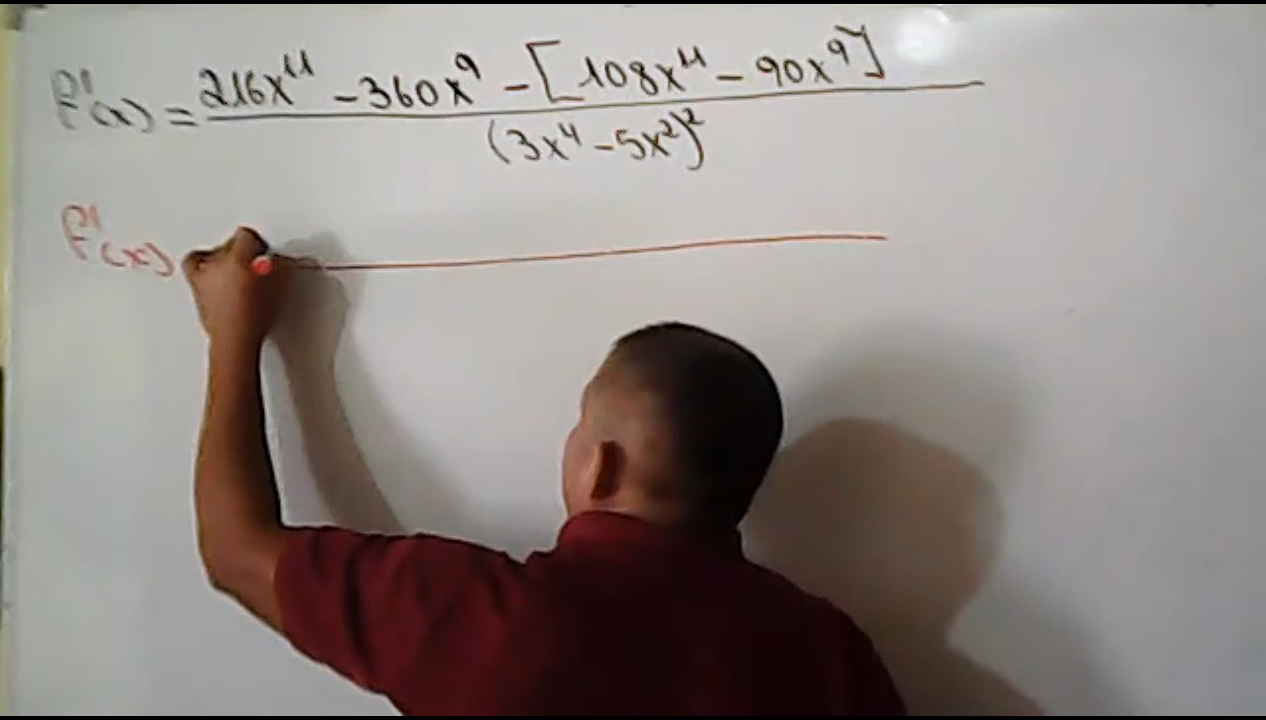 F'(x) = 216x¹¹ - 360x⁹ - [108x¹¹ - 90x⁹] / (3x⁴ - 5x²)²
F'(x)